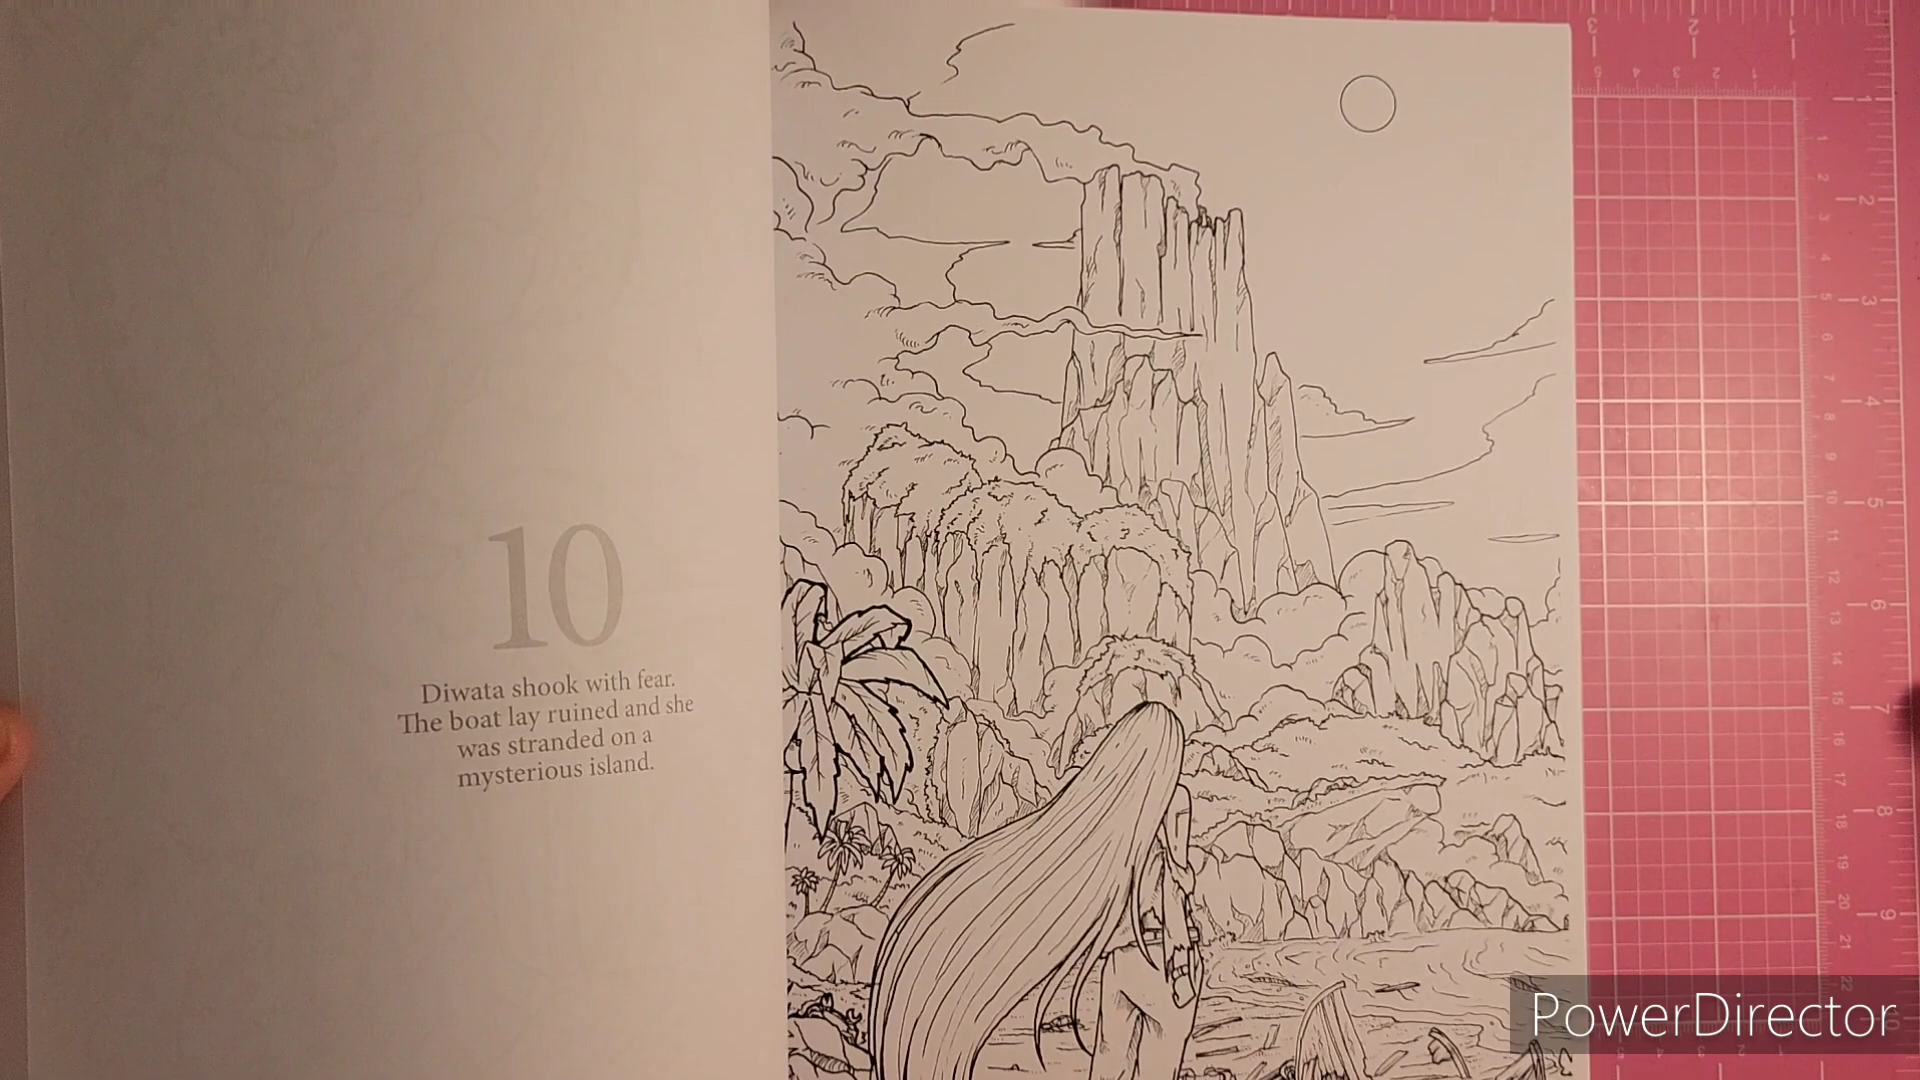 10
Diwata shook with fear.
The boat lay ruined and she
was stranded on a
mysterious island.
PowerDirector